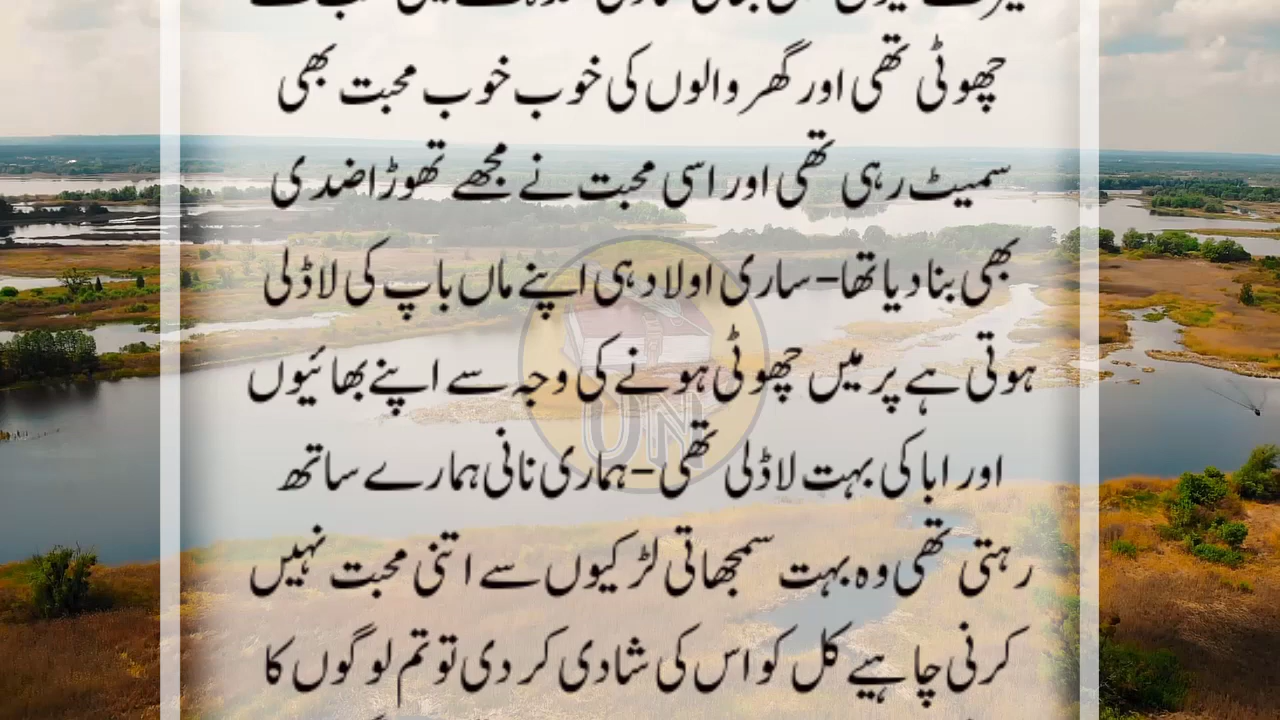 چھوٹی تھی اور گھر والوں کی خوب خوب محبت بھی
سمیٹ رہی تھی اور اسی محبت نے مجھے تھوڑا ضدی
بھی بنا دیا تھا- ساری اولاد ہی اپنے ماں باپ کی لاڈلی
ہوتی ہے پر میں چھوٹی ہونے کی وجہ سے اپنے بھائیوں
اور ابا کی بہت لاڈلی تھی- ہماری نانی ہمارے ساتھ
رہتی تھی وہ بہت سمجھاتی لڑکیوں سے اتنی محبت نہیں
کرنی چاہیے کل کو اس کی شادی کر دی تو تم لوگوں کا
UN